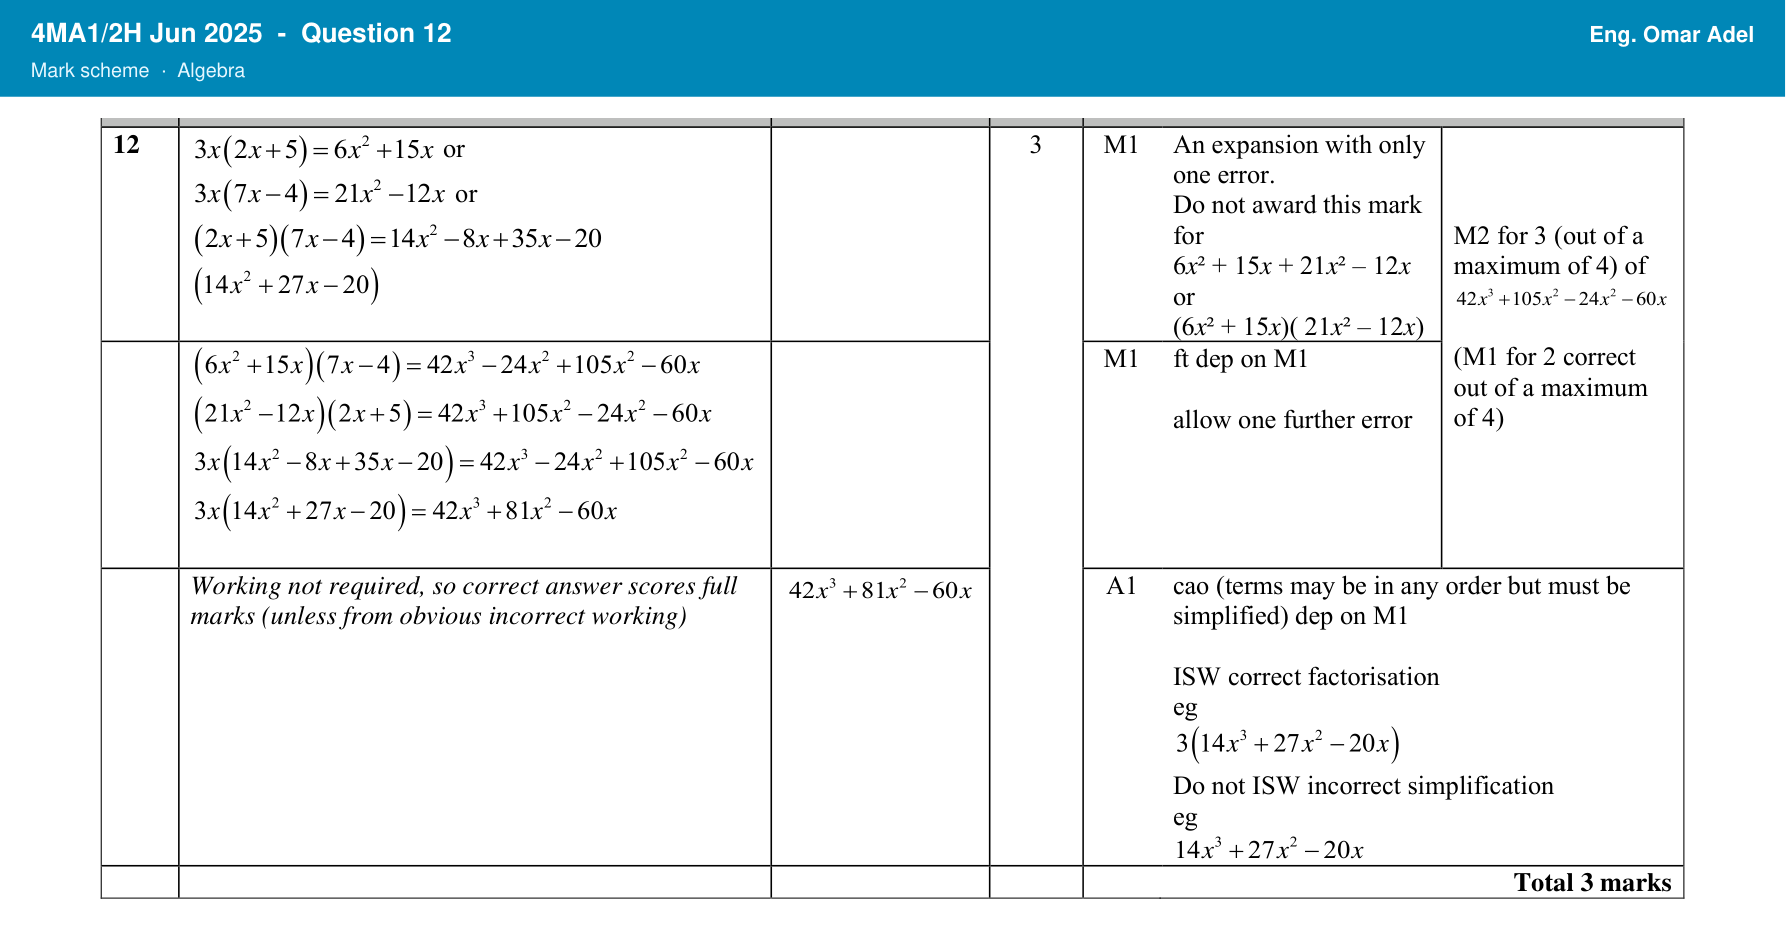 4MA1/2H Jun 2025 - Question 12
Eng. Omar Adel
Mark scheme · Algebra
12
3x(2x+5) = 6x² +15x or
3x(7x−4) = 21x² −12x or
(2x+5)(7x−4) = 14x² −8x+35x−20
(14x² +27x−20)
3
M1
An expansion with only
one error.
Do not award this mark
for
6x² + 15x + 21x² – 12x
or
(6x² + 15x)( 21x² – 12x)
M2 for 3 (out of a
maximum of 4) of
42x³ +105x² −24x² −60x
(M1 for 2 correct
out of a maximum
of 4)
(6x² +15x)(7x−4) = 42x³ −24x² +105x² −60x
(21x² −12x)(2x+5) = 42x³ +105x² −24x² −60x
3x(14x² −8x+35x−20) = 42x³ −24x² +105x² −60x
3x(14x² +27x−20) = 42x³ +81x² −60x
M1
ft dep on M1
allow one further error
Working not required, so correct answer scores full
marks (unless from obvious incorrect working)
42x³ +81x² −60x
A1
cao (terms may be in any order but must be
simplified) dep on M1
ISW correct factorisation
eg
3(14x³ +27x² −20x)
Do not ISW incorrect simplification
eg
14x³ +27x² −20x
Total 3 marks